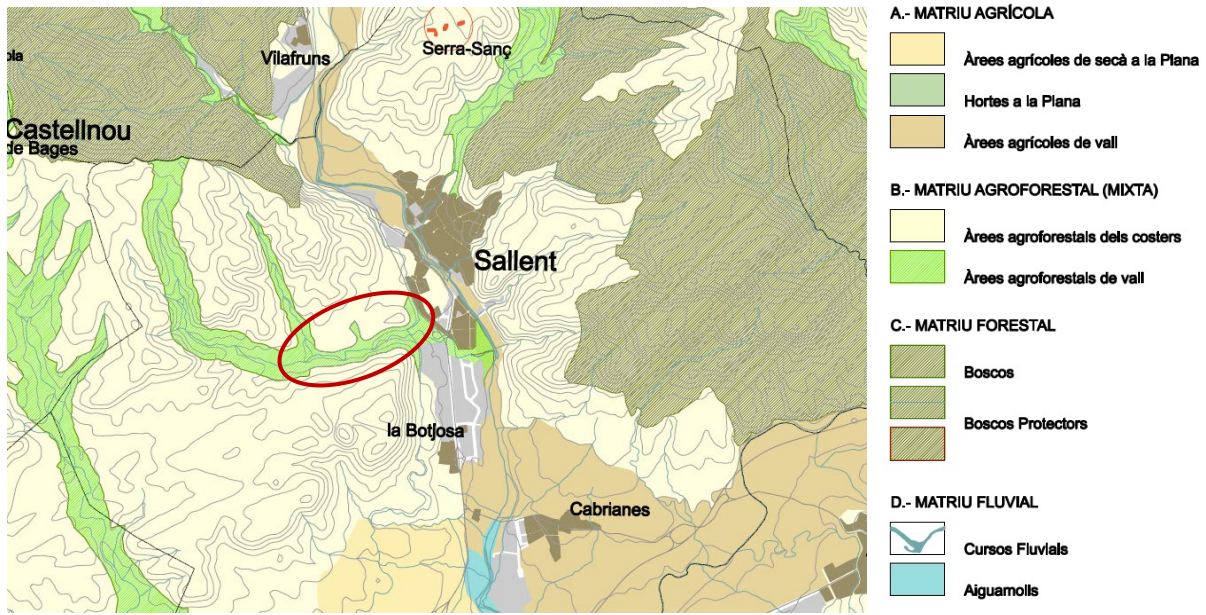 Vilafruns
Serra-Sanç
ola
Castellnou
de Bages
Sallent
la Botjosa
Cabrianes
A.- MATRIU AGRÍCOLA
Àrees agrícoles de secà a la Plana
Hortes a la Plana
Àrees agrícoles de vall
B.- MATRIU AGROFORESTAL (MIXTA)
Àrees agroforestals dels costers
Àrees agroforestals de vall
C.- MATRIU FORESTAL
Boscos
Boscos Protectors
D.- MATRIU FLUVIAL
Cursos Fluvials
Aiguamolls